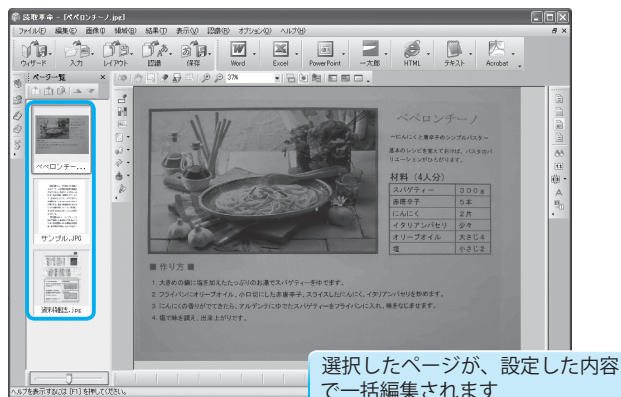 読取革命 - [ペペロンチーノ.jpg]
ファイル(F) 編集(E) 画像(I) 領域(B) 結果(T) 表示(V) 認識(R) オプション(O) ヘルプ(H)
ウィザード 入力 レイアウト 認識 保存 Word Excel PowerPoint 一太郎 HTML テキスト Acrobat
ページ一覧
37%
ペペロンチー...
サンプル.JPG
ペペロンチーノ
～にんにくと唐辛子のシンプルパスタ～
基本のレシピを覚えておけば、パスタのバ
リエーションがひろがります。
材料（4人分）
スパゲティー 300g
赤唐辛子 5本
にんにく 2片
イタリアンパセリ 少々
オリーブオイル 大さじ4
塩 小さじ2
■ 作り方 ■
1. 大きめの鍋に塩を加えたたっぷりのお湯でスパゲティーをゆでます。
2. フライパンにオリーブオイル、小口切にした赤唐辛子、スライスしたにんにく、イタリアンパセリを炒めます。
3. にんにくの香りがでてきたら、アルデンテにゆでたスパゲティーをフライパンに入れ、味をなじませます。
4. 塩で味を調え、出来上がりです。
選択したページが、設定した内容
で一括編集されます
ヘルプを表示するには [F1] を押してください。